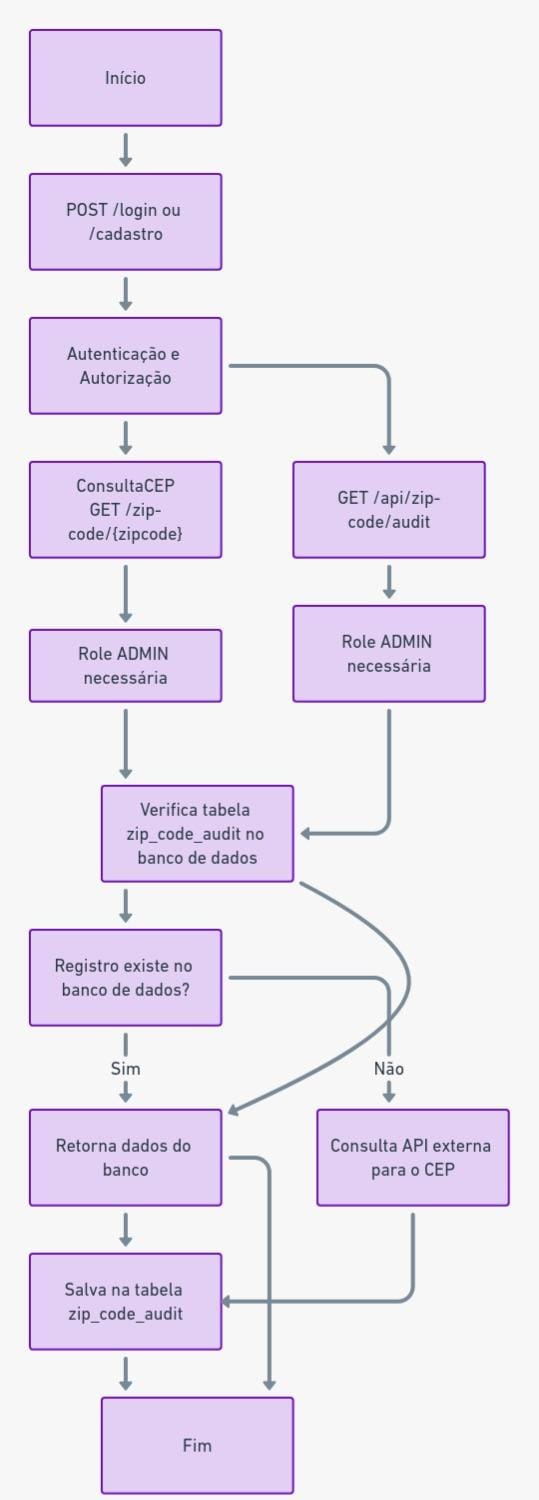 Início
POST /login ou
/cadastro
Autenticação e
Autorização
ConsultaCEP
GET /zip-
code/{zipcode}
GET /api/zip-
code/audit
Role ADMIN
necessária
Role ADMIN
necessária
Verifica tabela
zip_code_audit no
banco de dados
Registro existe no
banco de dados?
Sim
Não
Retorna dados do
banco
Consulta API externa
para o CEP
Salva na tabela
zip_code_audit
Fim